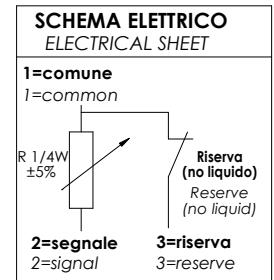 SCHEMA ELETTRICO
ELECTRICAL SHEET
1=comune
1=common
R 1/4W
±5%
Riserva
(no liquido)
Reserve
(no liquid)
2=segnale
2=signal
3=riserva
3=reserve